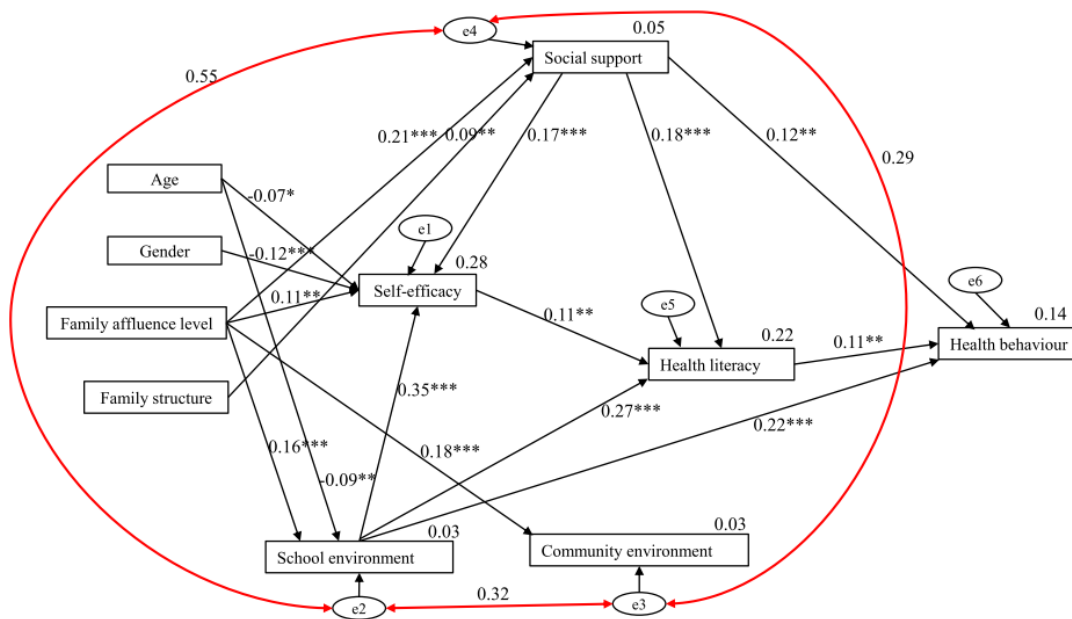 e4
0.05
Social support
0.55
0.21***
0.09**
0.17***
0.18***
0.12**
0.29
Age
-0.07*
Gender
-0.12***
e1
0.28
Self-efficacy
e6
0.14
Health behaviour
Family affluence level
0.11**
e5
0.11**
0.22
Health literacy
0.11**
Family structure
0.35***
0.27***
0.22***
0.16***
0.18***
-0.09**
0.03
School environment
0.03
Community environment
e2
0.32
e3